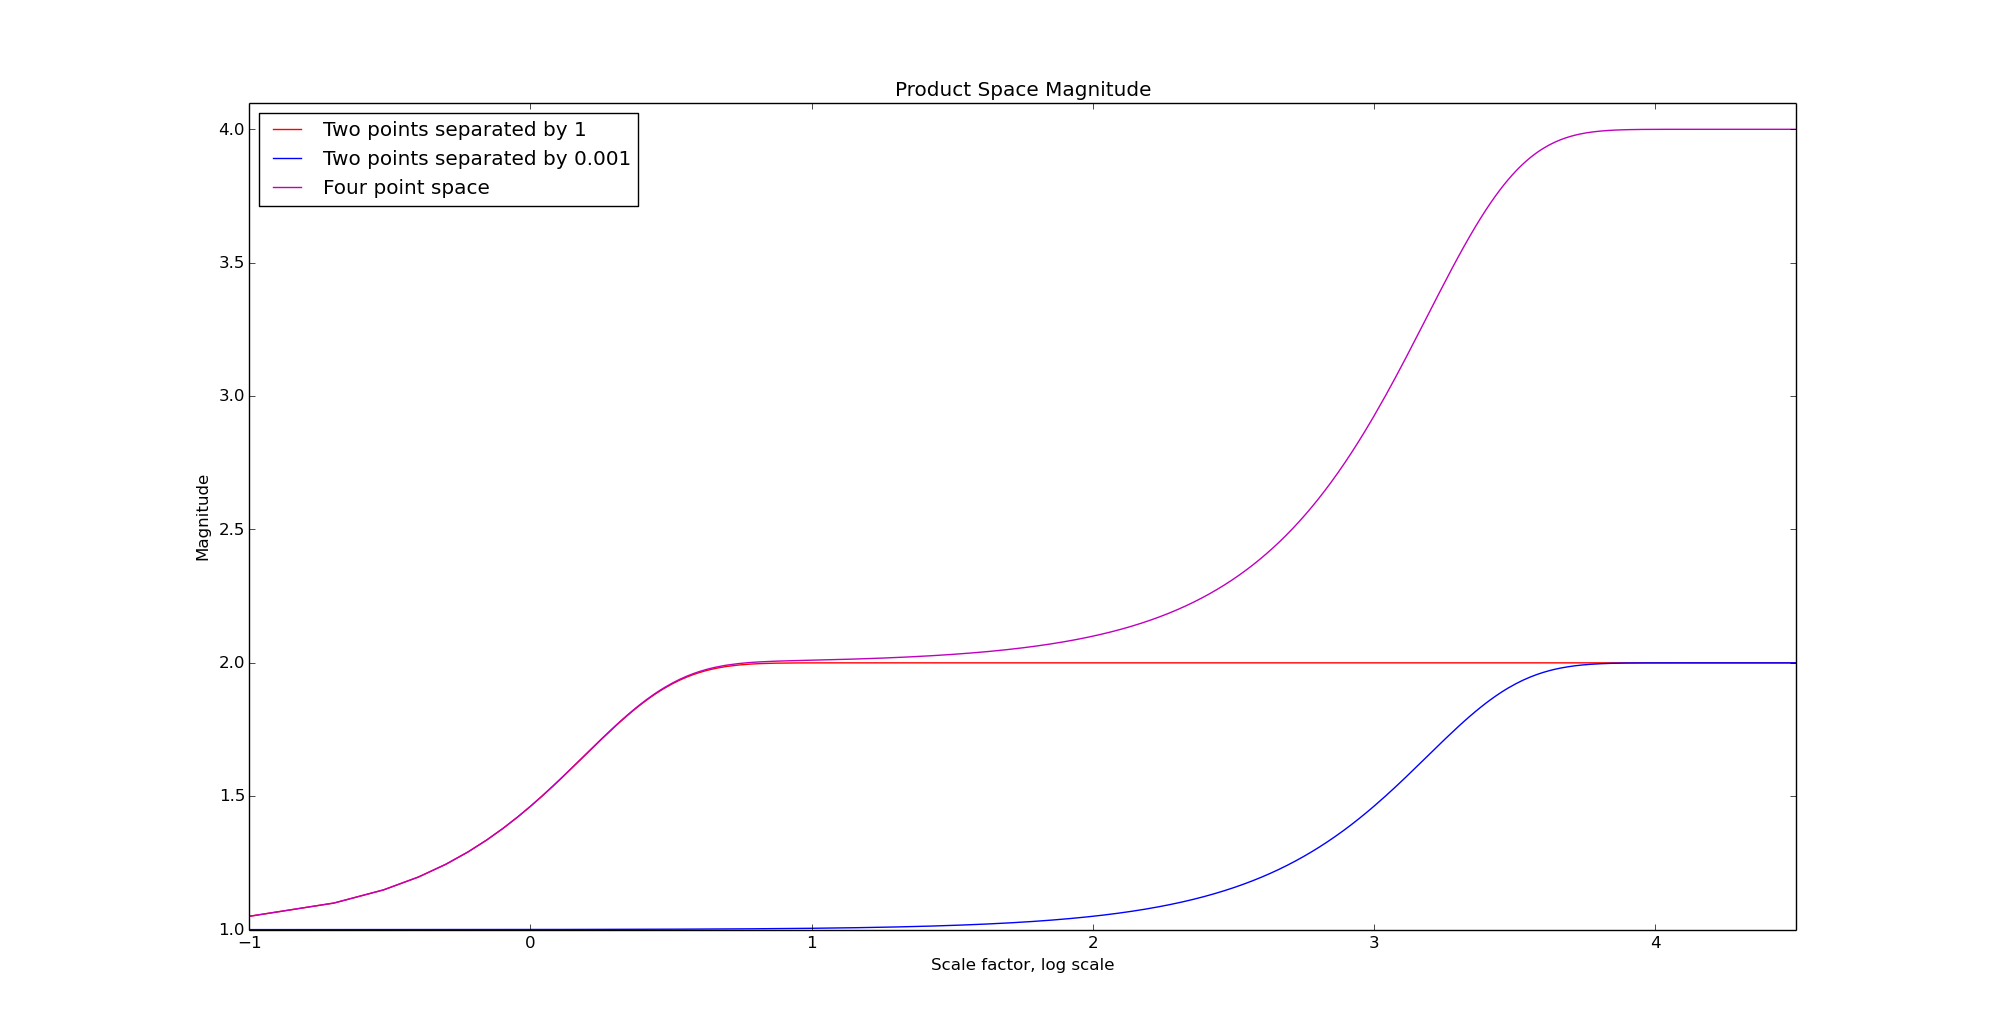 Product Space Magnitude
Two points separated by 1
Two points separated by 0.001
Four point space
4.0
3.5
3.0
2.5
2.0
1.5
1.0
Magnitude
−1
0
1
2
3
4
Scale factor, log scale